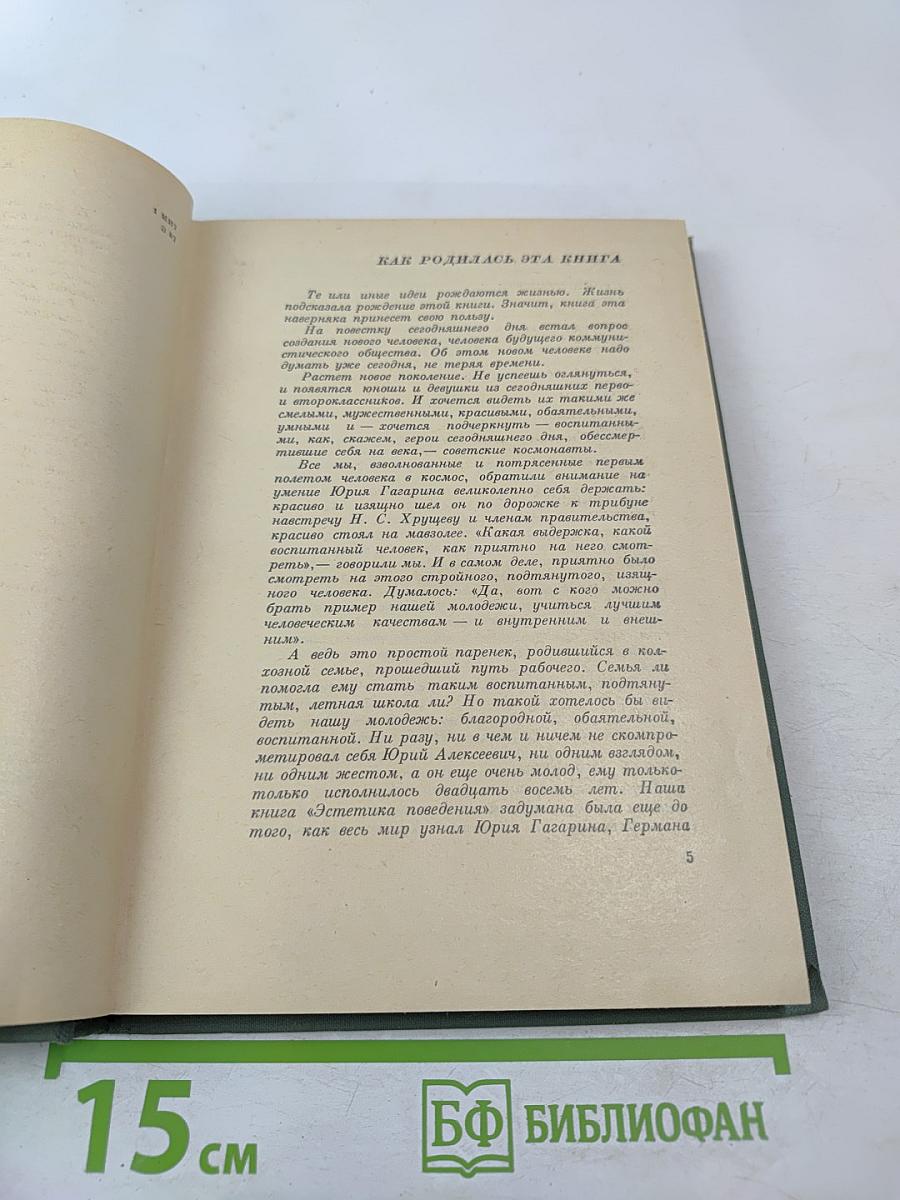 КАК РОДИЛАСЬ ЭТА КНИГА
Те или иные идеи рождаются жизнью. Жизнь
подсказала рождение этой книги. Значит, книга эта
наверняка принесет свою пользу.
На повестку сегодняшнего дня встал вопрос
создания нового человека, человека будущего коммуни-
стического общества. Об этом новом человеке надо
думать уже сегодня, не теряя времени.
Растет новое поколение. Не успеешь оглянуться,
и появятся юноши и девушки из сегодняшних перво-
и второклассников. И хочется видеть их такими же
смелыми, мужественными, красивыми, обаятельными,
умными и — хочется подчеркнуть — воспитанны-
ми, как, скажем, герои сегодняшнего дня, обессмер-
тившие себя на века,— советские космонавты.
Все мы, взволнованные и потрясенные первым
полетом человека в космос, обратили внимание на
умение Юрия Гагарина великолепно себя держать:
красиво и изящно шел он по дорожке к трибуне
навстречу Н. С. Хрущеву и членам правительства,
красиво стоял на мавзолее. «Какая выдержка, какой
воспитанный человек, как приятно на него смот-
реть»,— говорили мы. И в самом деле, приятно было
смотреть на этого стройного, подтянутого, изящ-
ного человека. Думалось: «Да, вот с кого можно
брать пример нашей молодежи, учиться лучшим
человеческим качествам — и внутренним и внеш-
ним».
А ведь это простой паренек, родившийся в кол-
хозной семье, прошедший путь рабочего. Семья ли
помогла ему стать таким воспитанным, подтяну-
тым, летная школа ли? Но такой хотелось бы ви-
деть нашу молодежь: благородной, обаятельной,
воспитанной. Ни разу, ни в чем и ничем не скомпро-
метировал себя Юрий Алексеевич, ни одним взглядом,
ни одним жестом, а он еще очень молод, ему только-
только исполнилось двадцать восемь лет. Наша
книга «Эстетика поведения» задумана была еще до
того, как весь мир узнал Юрия Гагарина, Германа
5
15 см
БФ БИБЛИОФАН